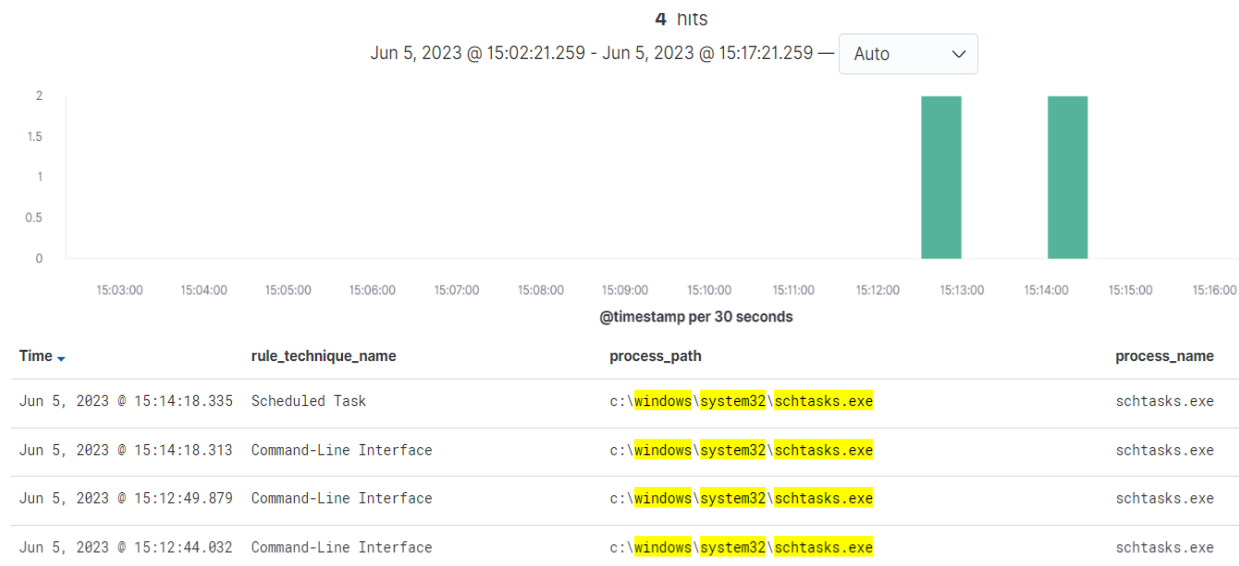 4 hits
Jun 5, 2023 @ 15:02:21.259 - Jun 5, 2023 @ 15:17:21.259 — Auto
2
1.5
1
0.5
0
15:03:00 15:04:00 15:05:00 15:06:00 15:07:00 15:08:00 15:09:00 15:10:00 15:11:00 15:12:00 15:13:00 15:14:00 15:15:00 15:16:00
@timestamp per 30 seconds
Time rule_technique_name process_path process_name
Jun 5, 2023 @ 15:14:18.335 Scheduled Task c:\windows\system32\schtasks.exe schtasks.exe
Jun 5, 2023 @ 15:14:18.313 Command-Line Interface c:\windows\system32\schtasks.exe schtasks.exe
Jun 5, 2023 @ 15:12:49.879 Command-Line Interface c:\windows\system32\schtasks.exe schtasks.exe
Jun 5, 2023 @ 15:12:44.032 Command-Line Interface c:\windows\system32\schtasks.exe schtasks.exe